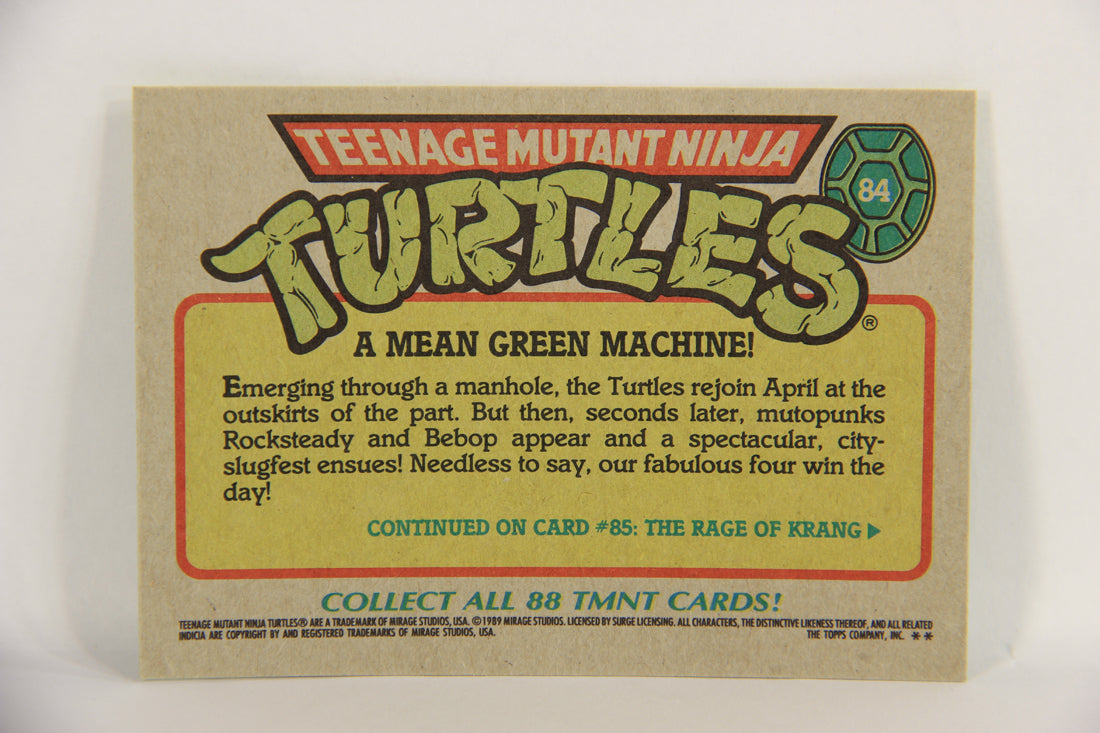 TEENAGE MUTANT NINJA
84
TURTLES
®
A MEAN GREEN MACHINE!
Emerging through a manhole, the Turtles rejoin April at the
outskirts of the part. But then, seconds later, mutopunks
Rocksteady and Bebop appear and a spectacular, city-
slugfest ensues! Needless to say, our fabulous four win the
day!
CONTINUED ON CARD #85: THE RAGE OF KRANG ▶
COLLECT ALL 88 TMNT CARDS!
TEENAGE MUTANT NINJA TURTLES® ARE A TRADEMARK OF MIRAGE STUDIOS, USA. ©1989 MIRAGE STUDIOS. LICENSED BY SURGE LICENSING. ALL CHARACTERS, THE DISTINCTIVE LIKENESS THEREOF, AND ALL RELATED
INDICIA ARE COPYRIGHT BY AND REGISTERED TRADEMARKS OF MIRAGE STUDIOS, USA. THE TOPPS COMPANY, INC. * *